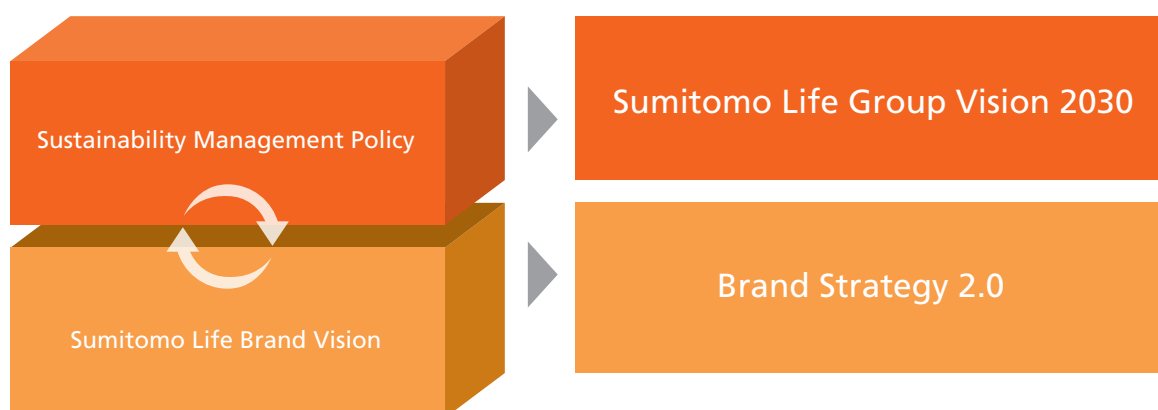 Sustainability Management Policy
Sumitomo Life Group Vision 2030
Sumitomo Life Brand Vision
Brand Strategy 2.0